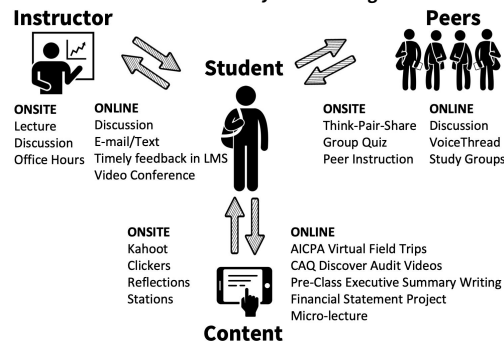 Instructor
Peers
Student
ONSITE
Lecture
Discussion
Office Hours
ONLINE
Discussion
E-mail/Text
Timely feedback in LMS
Video Conference
ONSITE
Think-Pair-Share
Group Quiz
Peer Instruction
ONLINE
Discussion
VoiceThread
Study Groups
ONSITE
Kahoot
Clickers
Reflections
Stations
ONLINE
AICPA Virtual Field Trips
CAQ Discover Audit Videos
Pre-Class Executive Summary Writing
Financial Statement Project
Micro-lecture
Content